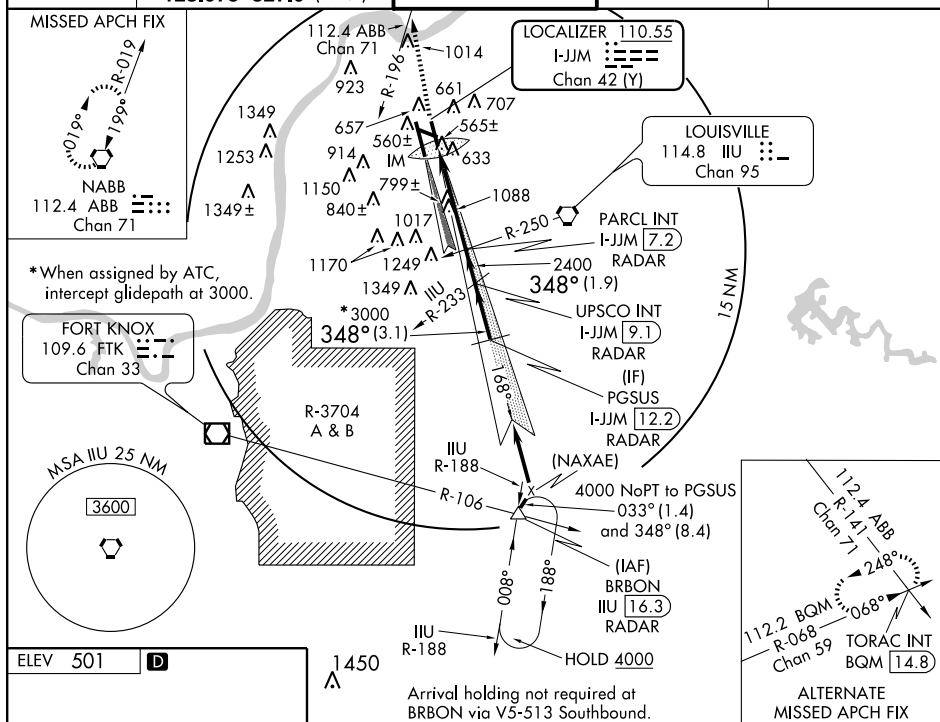 MISSED APCH FIX
R-019
019°
199°
NABB
112.4 ABB
Chan 71
112.4 ABB
Chan 71
R-196
1014
LOCALIZER 110.55
I-JJM
Chan 42 (Y)
923
661
707
657
565±
560±
633
IM
1349
1253
914
1150
799±
1349±
840±
1088
1017
1170
1249
1349
LOUISVILLE
114.8 IIU
Chan 95
R-250
PARCL INT
I-JJM 7.2
RADAR
2400
348° (1.9)
IIU
R-233
15 NM
*When assigned by ATC,
intercept glidepath at 3000.
*3000
348° (3.1)
UPSCO INT
I-JJM 9.1
RADAR
FORT KNOX
109.6 FTK
Chan 33
(IF)
PGSUS
I-JJM 12.2
RADAR
168°
R-3704
A & B
IIU
R-188
(NAXAE)
R-106
4000 NoPT to PGSUS
033° (1.4)
and 348° (8.4)
MSA IIU 25 NM
3600
(IAF)
BRBON
IIU 16.3
RADAR
008°
188°
IIU
R-188
HOLD 4000
112.4 ABB
R-141
Chan 71
248°
068°
112.2 BQM
R-068
Chan 59
TORAC INT
BQM 14.8
ALTERNATE
MISSED APCH FIX
ELEV 501
D
1450
Arrival holding not required at
BRBON via V5-513 Southbound.